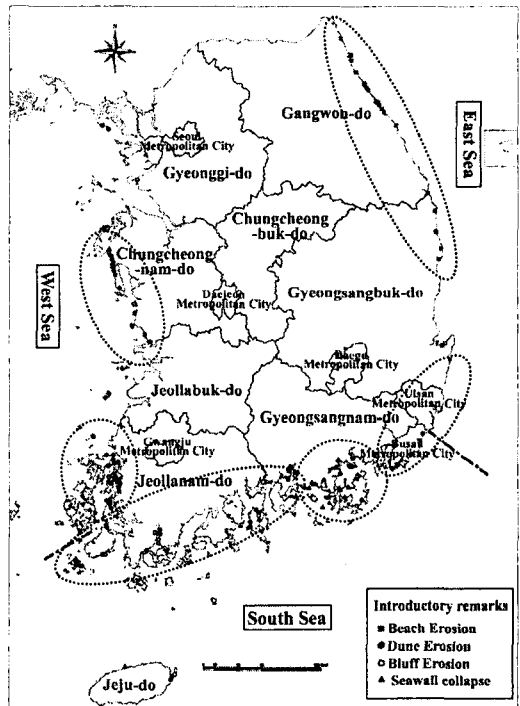 Gangwon-do
East Sea
Seoul
Metropolitan City
Gyeonggi-do
Chungcheong
-buk-do
Chungcheong
-nam-do
West Sea
Daejeon
Metropolitan City
Gyeongsangbuk-do
Daegu
Metropolitan City
Jeollabuk-do
Ulsan
Metropolitan City
Gyeongsangnam-do
Gwangju
Metropolitan City
Busan
Metropolitan City
Jeollanam-do
South Sea
Introductory remarks
Beach Erosion
Dune Erosion
Bluff Erosion
Seawall collapse
Jeju-do